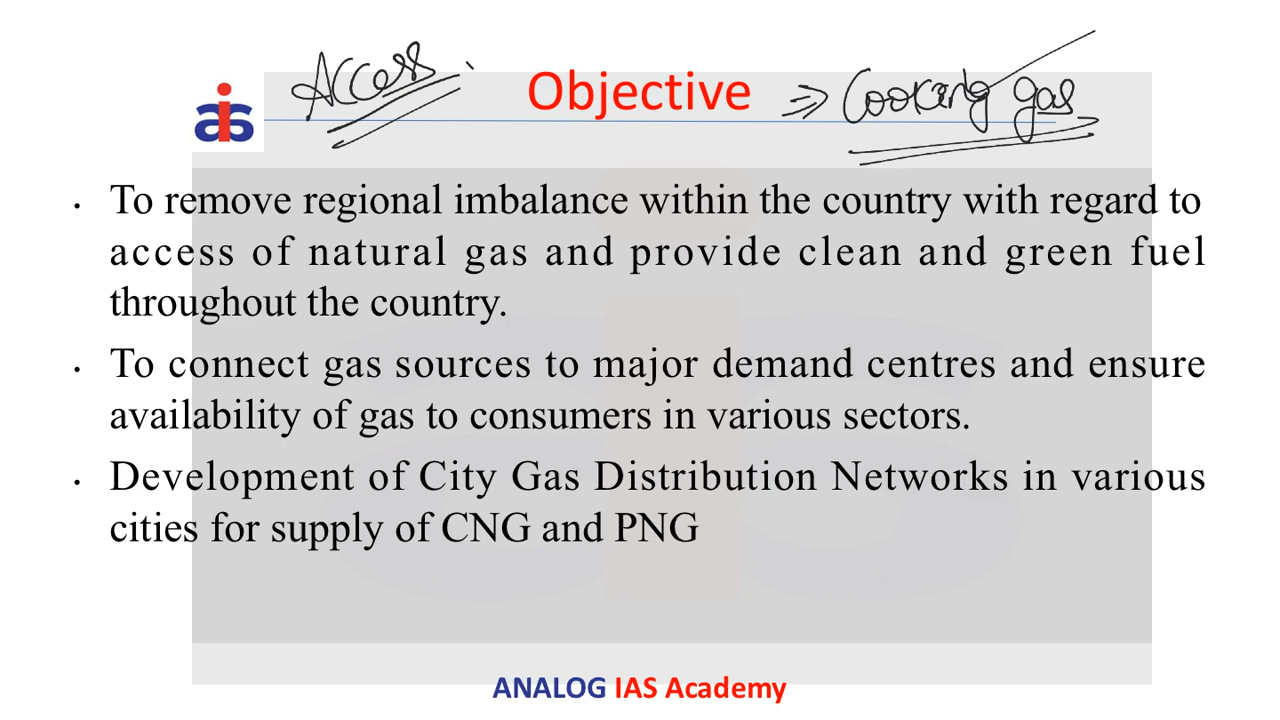 Access
Objective ⇒ Cooking gas
ais
• To remove regional imbalance within the country with regard to
access of natural gas and provide clean and green fuel
throughout the country.
• To connect gas sources to major demand centres and ensure
availability of gas to consumers in various sectors.
• Development of City Gas Distribution Networks in various
cities for supply of CNG and PNG
ANALOG IAS Academy